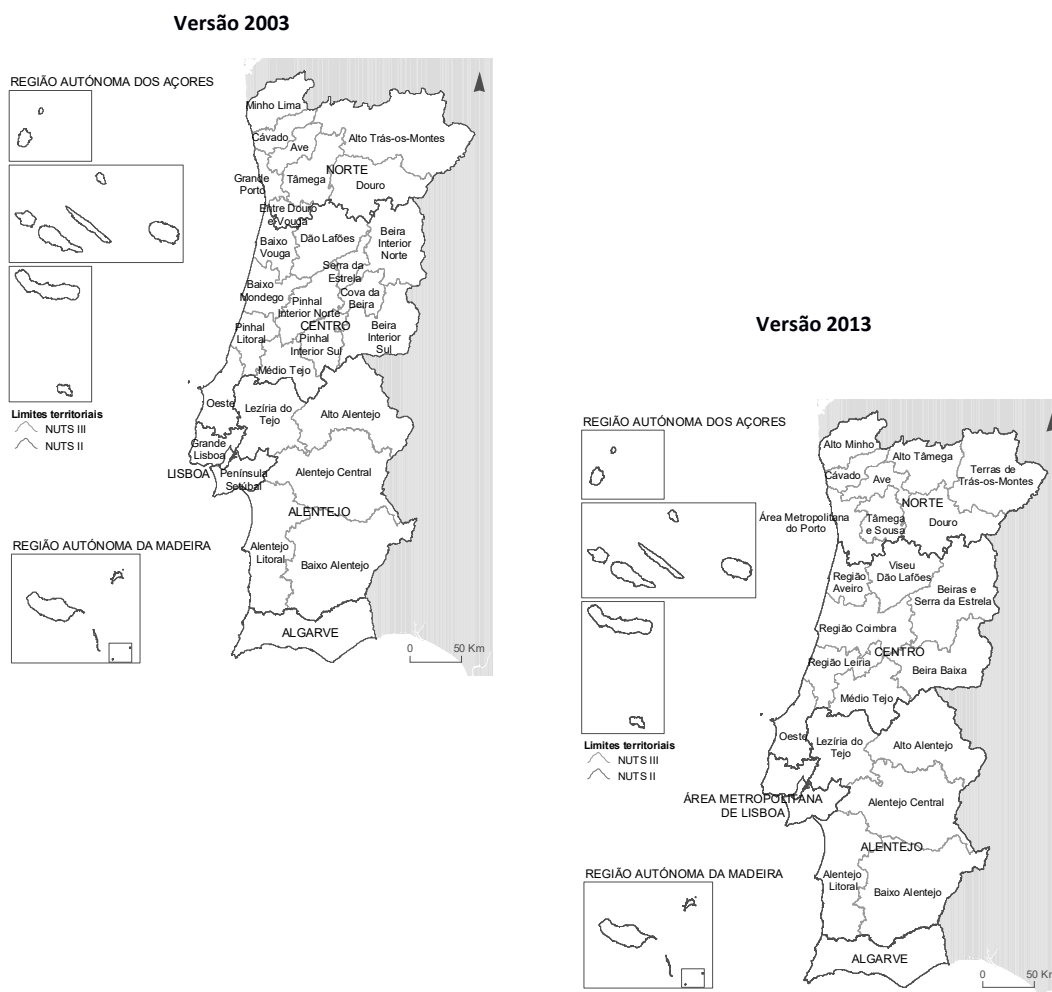 Versão 2003
REGIÃO AUTÓNOMA DOS AÇORES
Minho Lima
Cávado
Ave
Alto Trás-os-Montes
Grande
Porto
Tâmega
NORTE
Douro
Entre Douro
e Vouga
Baixo
Vouga
Dão Lafões
Beira
Interior
Norte
Serra da
Estrela
Baixo
Mondego
Cova da
Beira
Pinhal
Interior Norte
CENTRO
Pinhal
Litoral
Pinhal
Interior Sul
Beira
Interior
Sul
Médio Tejo
Oeste
Lezíria do
Tejo
Alto Alentejo
Limites territoriais
NUTS III
NUTS II
Grande
Lisboa
LISBOA
Península
Setúbal
Alentejo Central
ALENTEJO
REGIÃO AUTÓNOMA DA MADEIRA
Alentejo
Litoral
Baixo Alentejo
ALGARVE
0 50 Km
Versão 2013
REGIÃO AUTÓNOMA DOS AÇORES
Alto Minho
Alto Tâmega
Terras de
Trás-os-Montes
Cávado
Ave
NORTE
Área Metropolitana
do Porto
Tâmega
e Sousa
Douro
Região
Aveiro
Viseu
Dão Lafões
Beiras e
Serra da Estrela
Região Coimbra
CENTRO
Região Leiria
Beira Baixa
Médio Tejo
Oeste
Lezíria do
Tejo
Alto Alentejo
Limites territoriais
NUTS III
NUTS II
ÁREA METROPOLITANA
DE LISBOA
Alentejo Central
ALENTEJO
REGIÃO AUTÓNOMA DA MADEIRA
Alentejo
Litoral
Baixo Alentejo
ALGARVE
0 50 Km